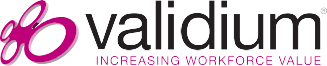 validium®
INCREASING WORKFORCE VALUE